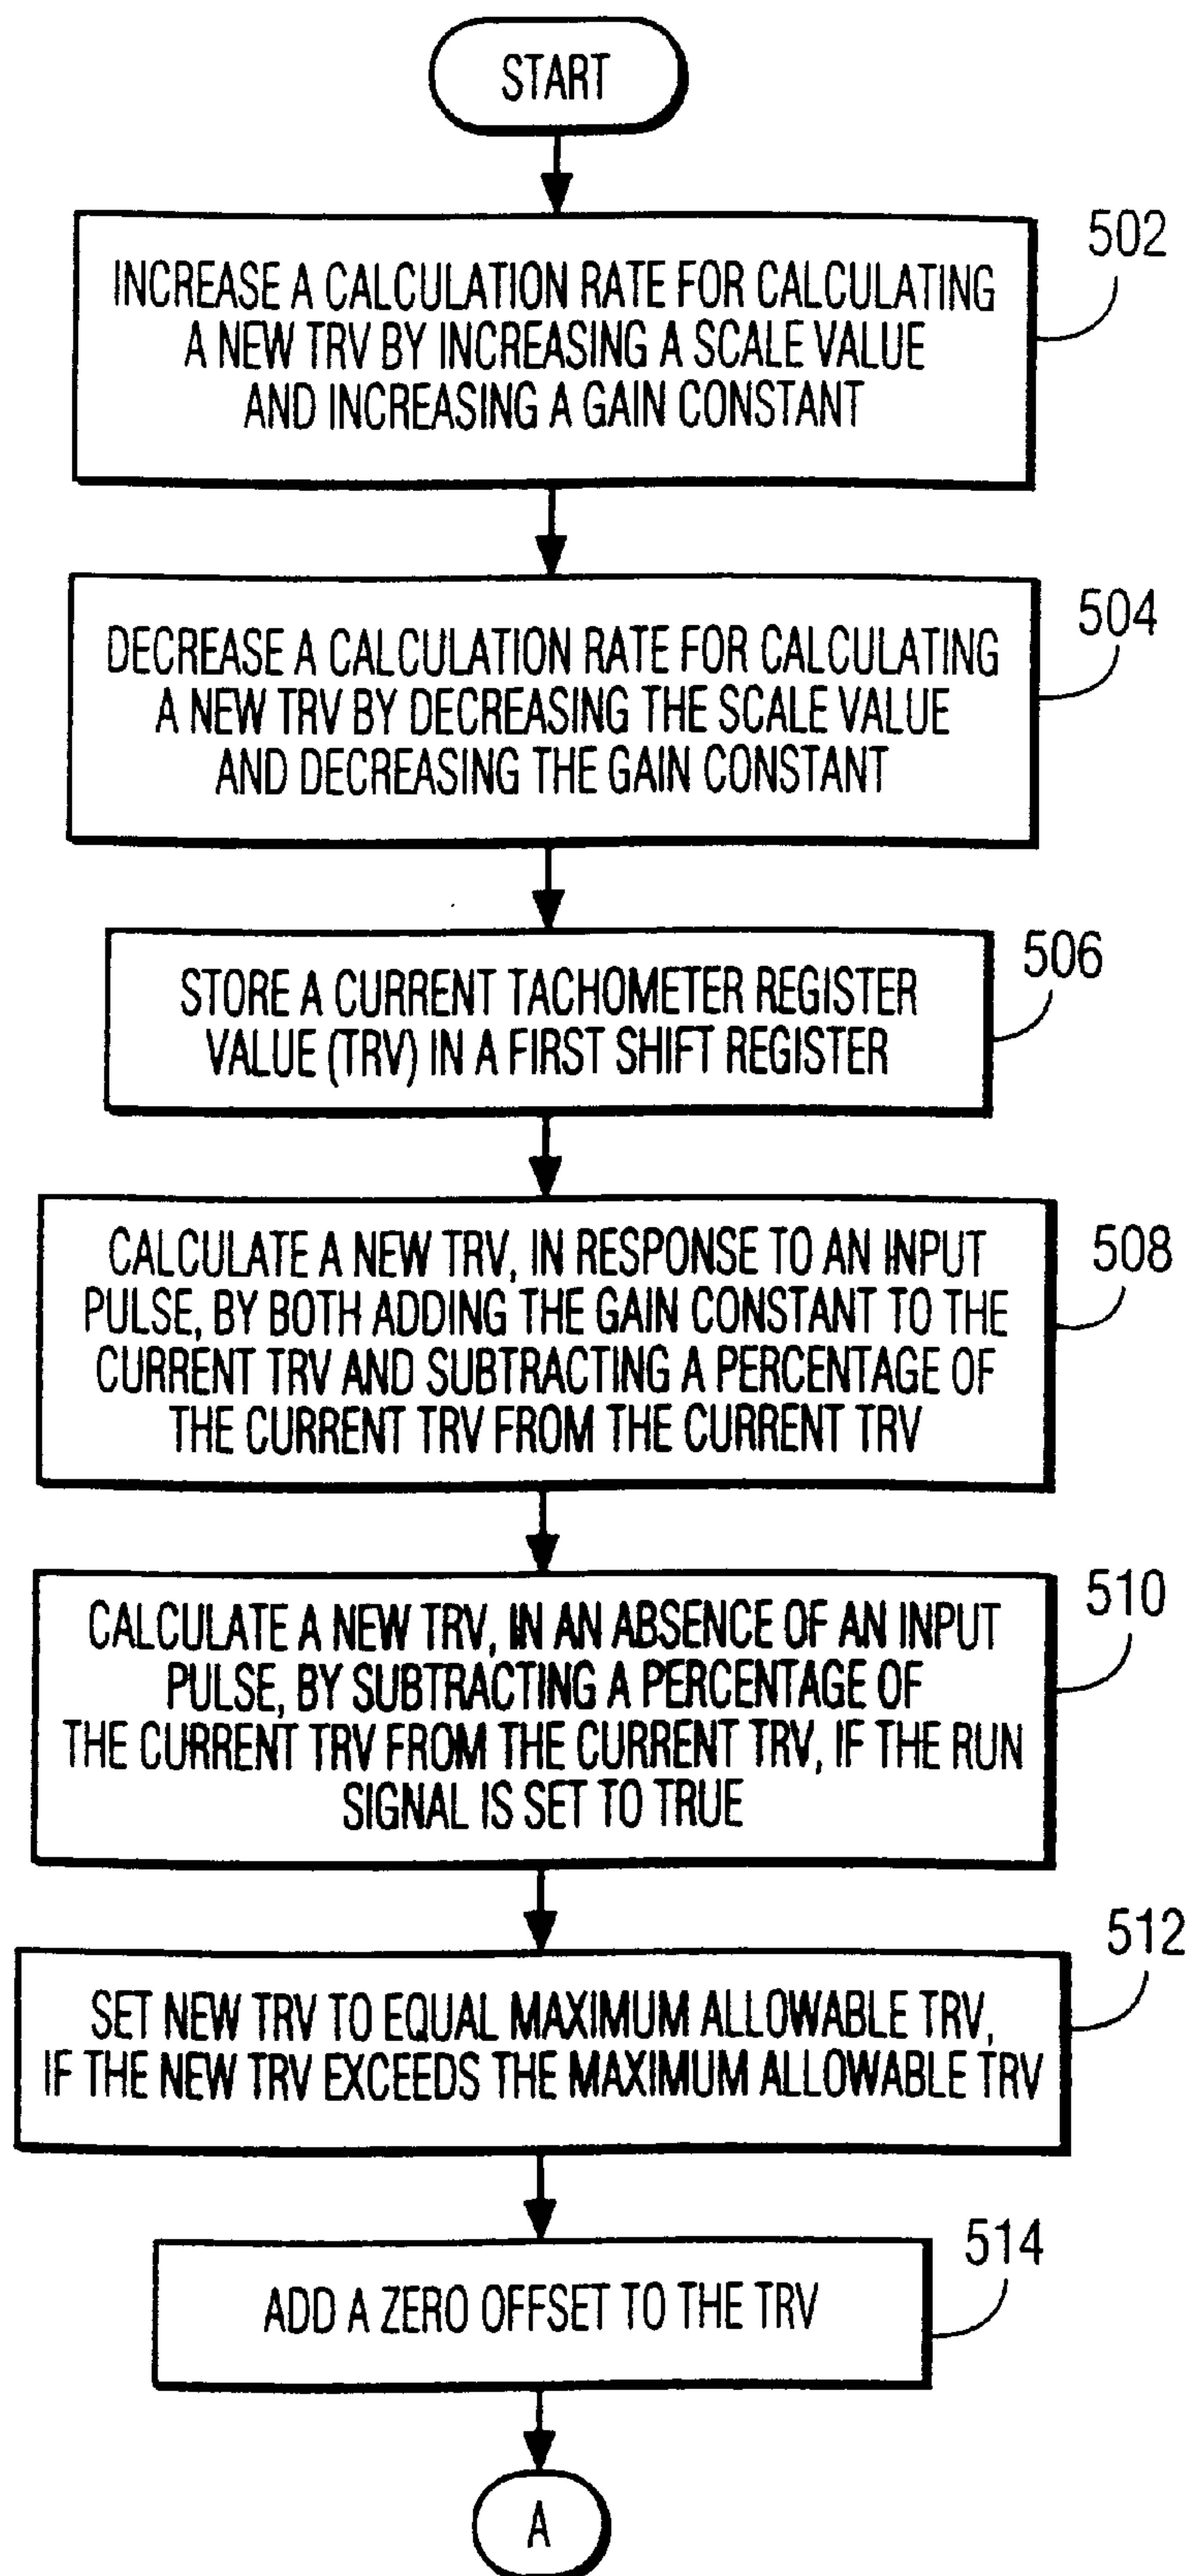 START
502
INCREASE A CALCULATION RATE FOR CALCULATING
A NEW TRV BY INCREASING A SCALE VALUE
AND INCREASING A GAIN CONSTANT
504
DECREASE A CALCULATION RATE FOR CALCULATING
A NEW TRV BY DECREASING THE SCALE VALUE
AND DECREASING THE GAIN CONSTANT
506
STORE A CURRENT TACHOMETER REGISTER
VALUE (TRV) IN A FIRST SHIFT REGISTER
508
CALCULATE A NEW TRV, IN RESPONSE TO AN INPUT
PULSE, BY BOTH ADDING THE GAIN CONSTANT TO THE
CURRENT TRV AND SUBTRACTING A PERCENTAGE OF
THE CURRENT TRV FROM THE CURRENT TRV
510
CALCULATE A NEW TRV, IN AN ABSENCE OF AN INPUT
PULSE, BY SUBTRACTING A PERCENTAGE OF
THE CURRENT TRV FROM THE CURRENT TRV, IF THE RUN
SIGNAL IS SET TO TRUE
512
SET NEW TRV TO EQUAL MAXIMUM ALLOWABLE TRV,
IF THE NEW TRV EXCEEDS THE MAXIMUM ALLOWABLE TRV
514
ADD A ZERO OFFSET TO THE TRV
A